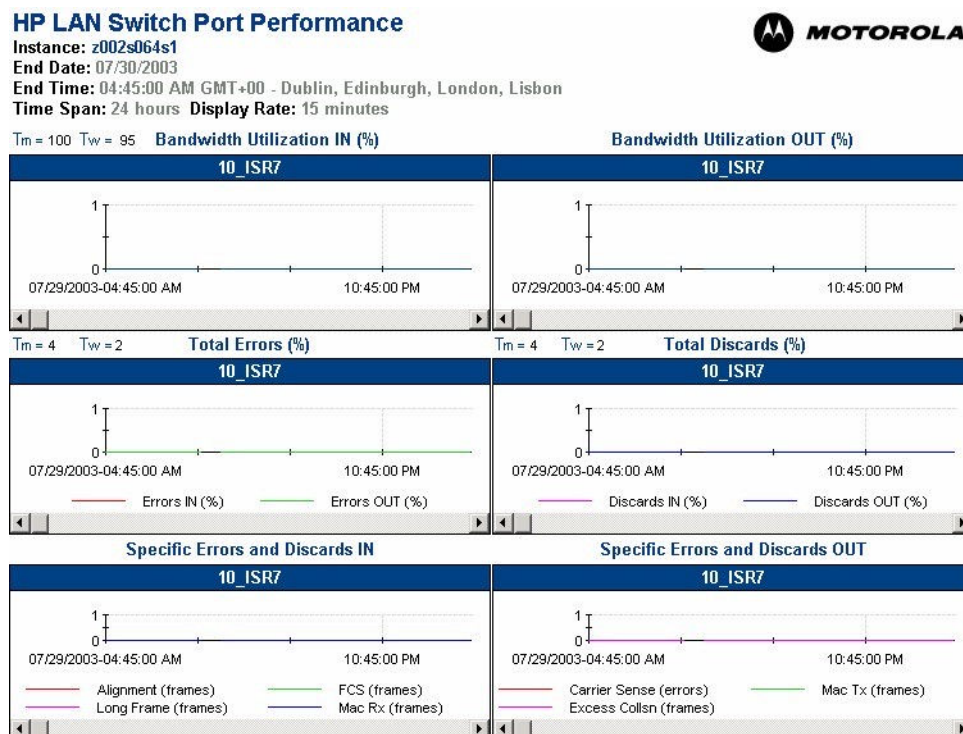 HP LAN Switch Port Performance
MOTOROLA
Instance: z002s064s1
End Date: 07/30/2003
End Time: 04:45:00 AM GMT+00 - Dublin, Edinburgh, London, Lisbon
Time Span: 24 hours Display Rate: 15 minutes
Tm = 100 Tw = 95 Bandwidth Utilization IN (%)
10_ISR7
1
0
07/29/2003-04:45:00 AM 10:45:00 PM
Bandwidth Utilization OUT (%)
10_ISR7
1
0
07/29/2003-04:45:00 AM 10:45:00 PM
Tm = 4 Tw = 2 Total Errors (%)
10_ISR7
1
0
07/29/2003-04:45:00 AM 10:45:00 PM
Errors IN (%) Errors OUT (%)
Tm = 4 Tw = 2 Total Discards (%)
10_ISR7
1
0
07/29/2003-04:45:00 AM 10:45:00 PM
Discards IN (%) Discards OUT (%)
Specific Errors and Discards IN
10_ISR7
1
0
07/29/2003-04:45:00 AM 10:45:00 PM
Alignment (frames) FCS (frames)
Long Frame (frames) Mac Rx (frames)
Specific Errors and Discards OUT
10_ISR7
1
0
07/29/2003-04:45:00 AM 10:45:00 PM
Carrier Sense (errors) Mac Tx (frames)
Excess Collsn (frames)